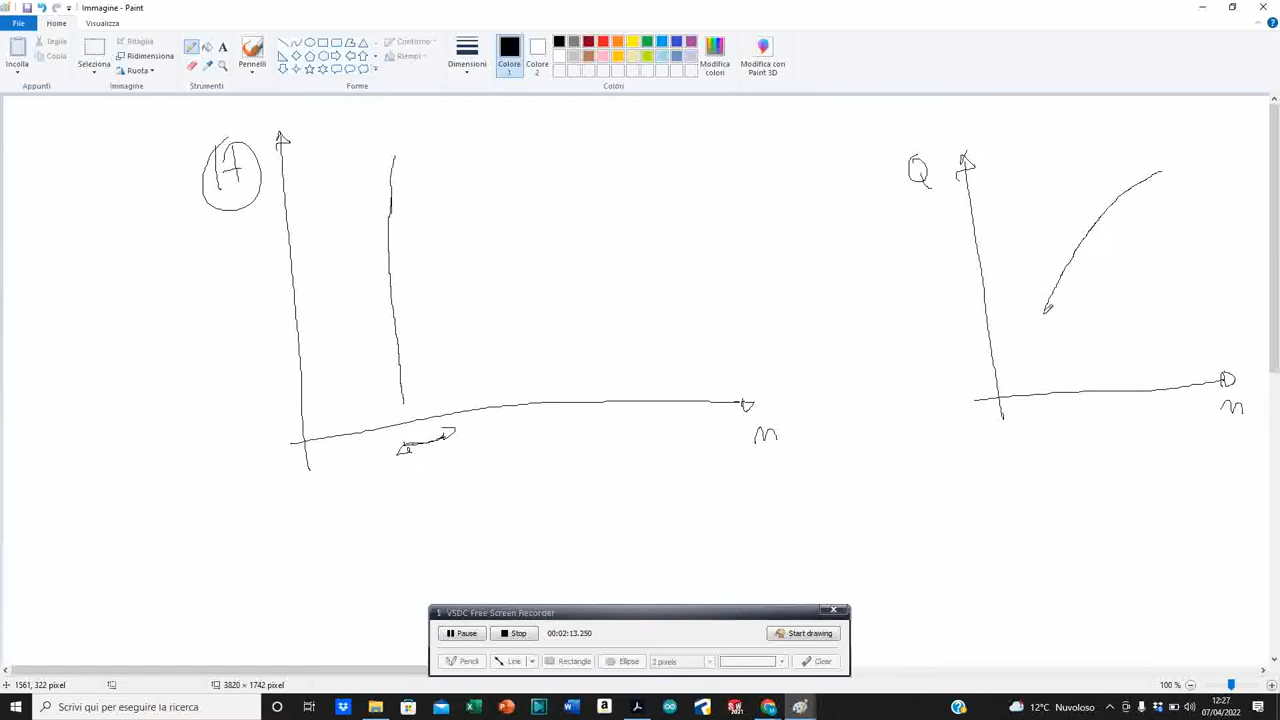 Immagine - Paint
File
Home
Visualizza
Incolla
Taglia
Copia
Appunti
Seleziona
Ritaglia
Ridimensiona
Ruota
Immagine
Strumenti
Pennelli
Contorno
Riempi
Forme
Dimensioni
Colore 1
Colore 2
Modifica colori
Modifica con Paint 3D
Colori
Q
m
VSDC Free Screen Recorder
Pause
Stop
00:02:13.250
Start drawing
Pencil
Line
Rectangle
Ellipse
2 pixels
Clear
1561, 322 pixel
3820 × 1742 pixel
100 %
Scrivi qui per eseguire la ricerca
12°C Nuvoloso
12:27
07/04/2022